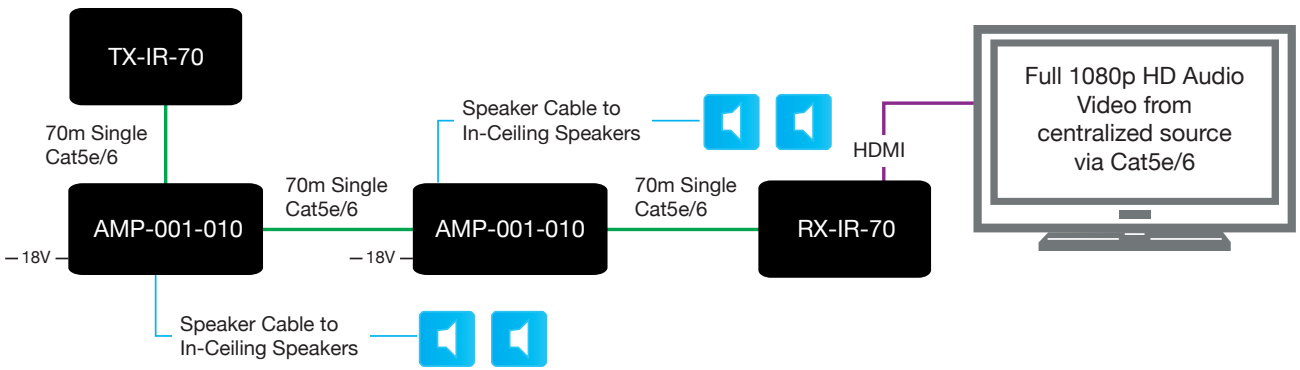 TX-IR-70
70m Single
Cat5e/6
AMP-001-010
18V
Speaker Cable to
In-Ceiling Speakers
70m Single
Cat5e/6
Speaker Cable to
In-Ceiling Speakers
AMP-001-010
18V
70m Single
Cat5e/6
RX-IR-70
HDMI
Full 1080p HD Audio
Video from
centralized source
via Cat5e/6